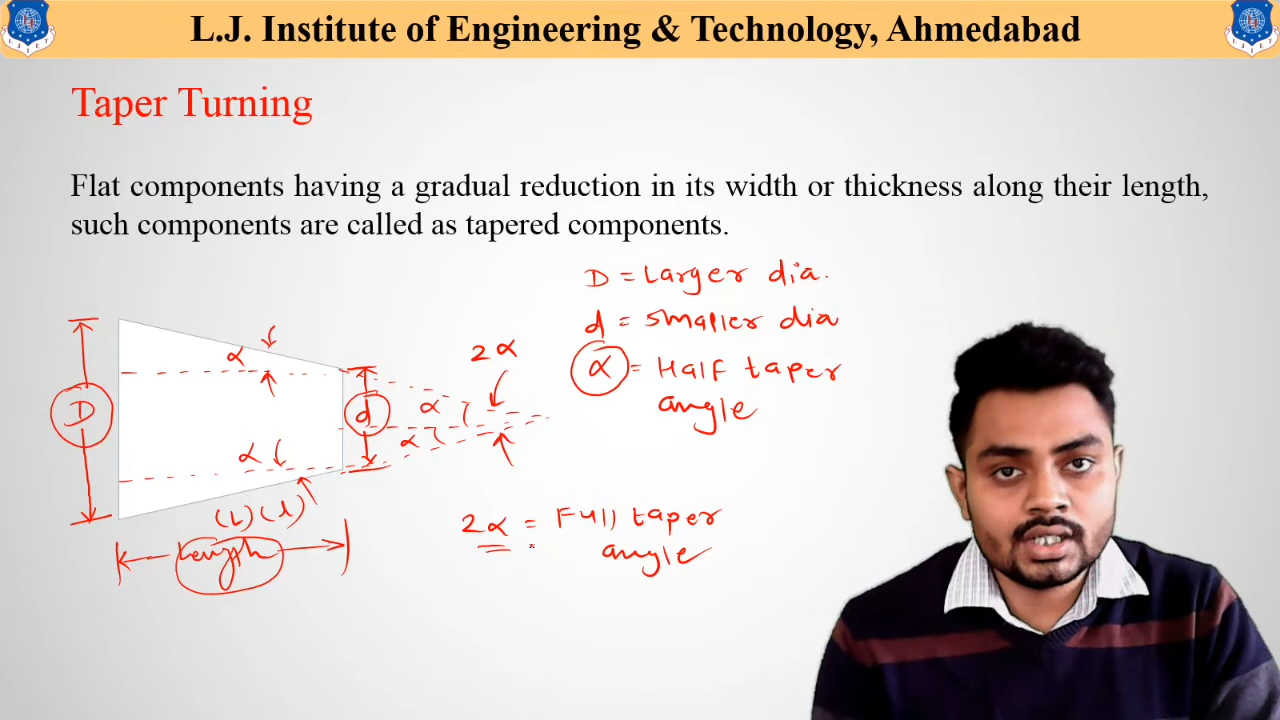 L.J. Institute of Engineering & Technology, Ahmedabad
Taper Turning
Flat components having a gradual reduction in its width or thickness along their length,
such components are called as tapered components.
D = Larger dia.
d = smaller dia
α = Half taper
angle
2α
α
D
d
α
α
α
(L) (l)
Length
2α = Full taper
angle
LJIET
LJIET